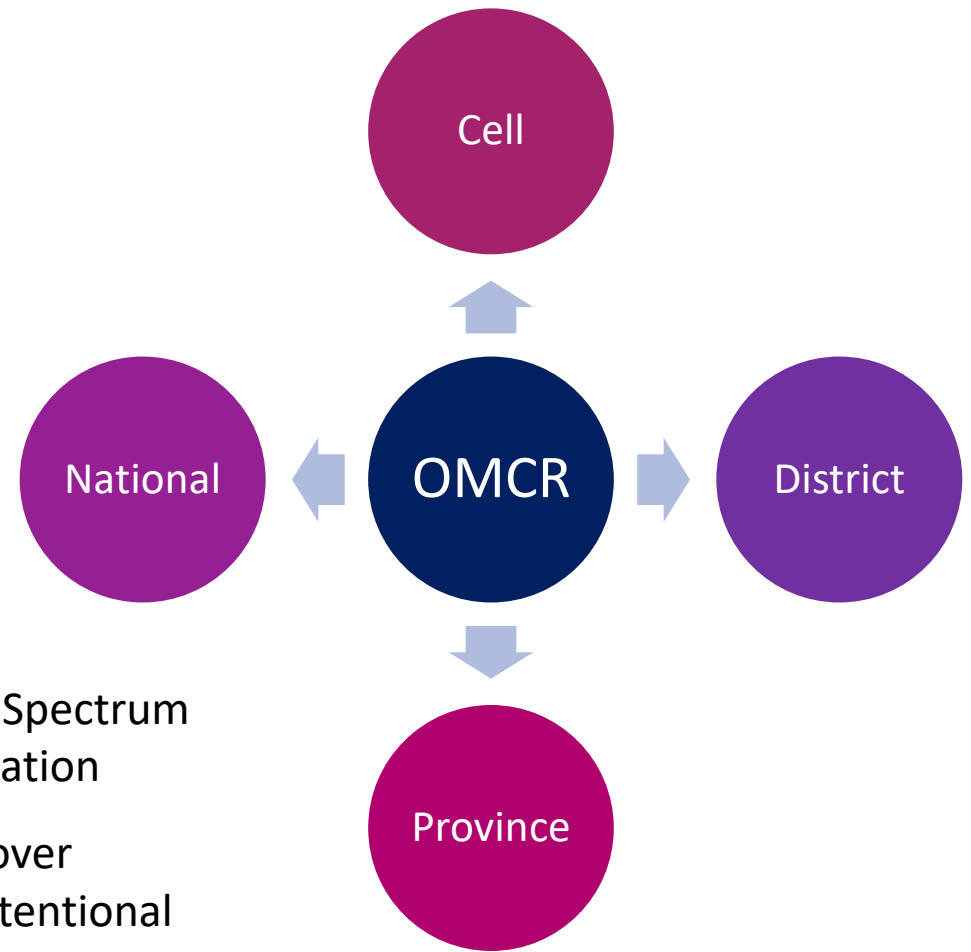 Cell
National
OMCR
District
Spectrum
ation
Province
over
tentional